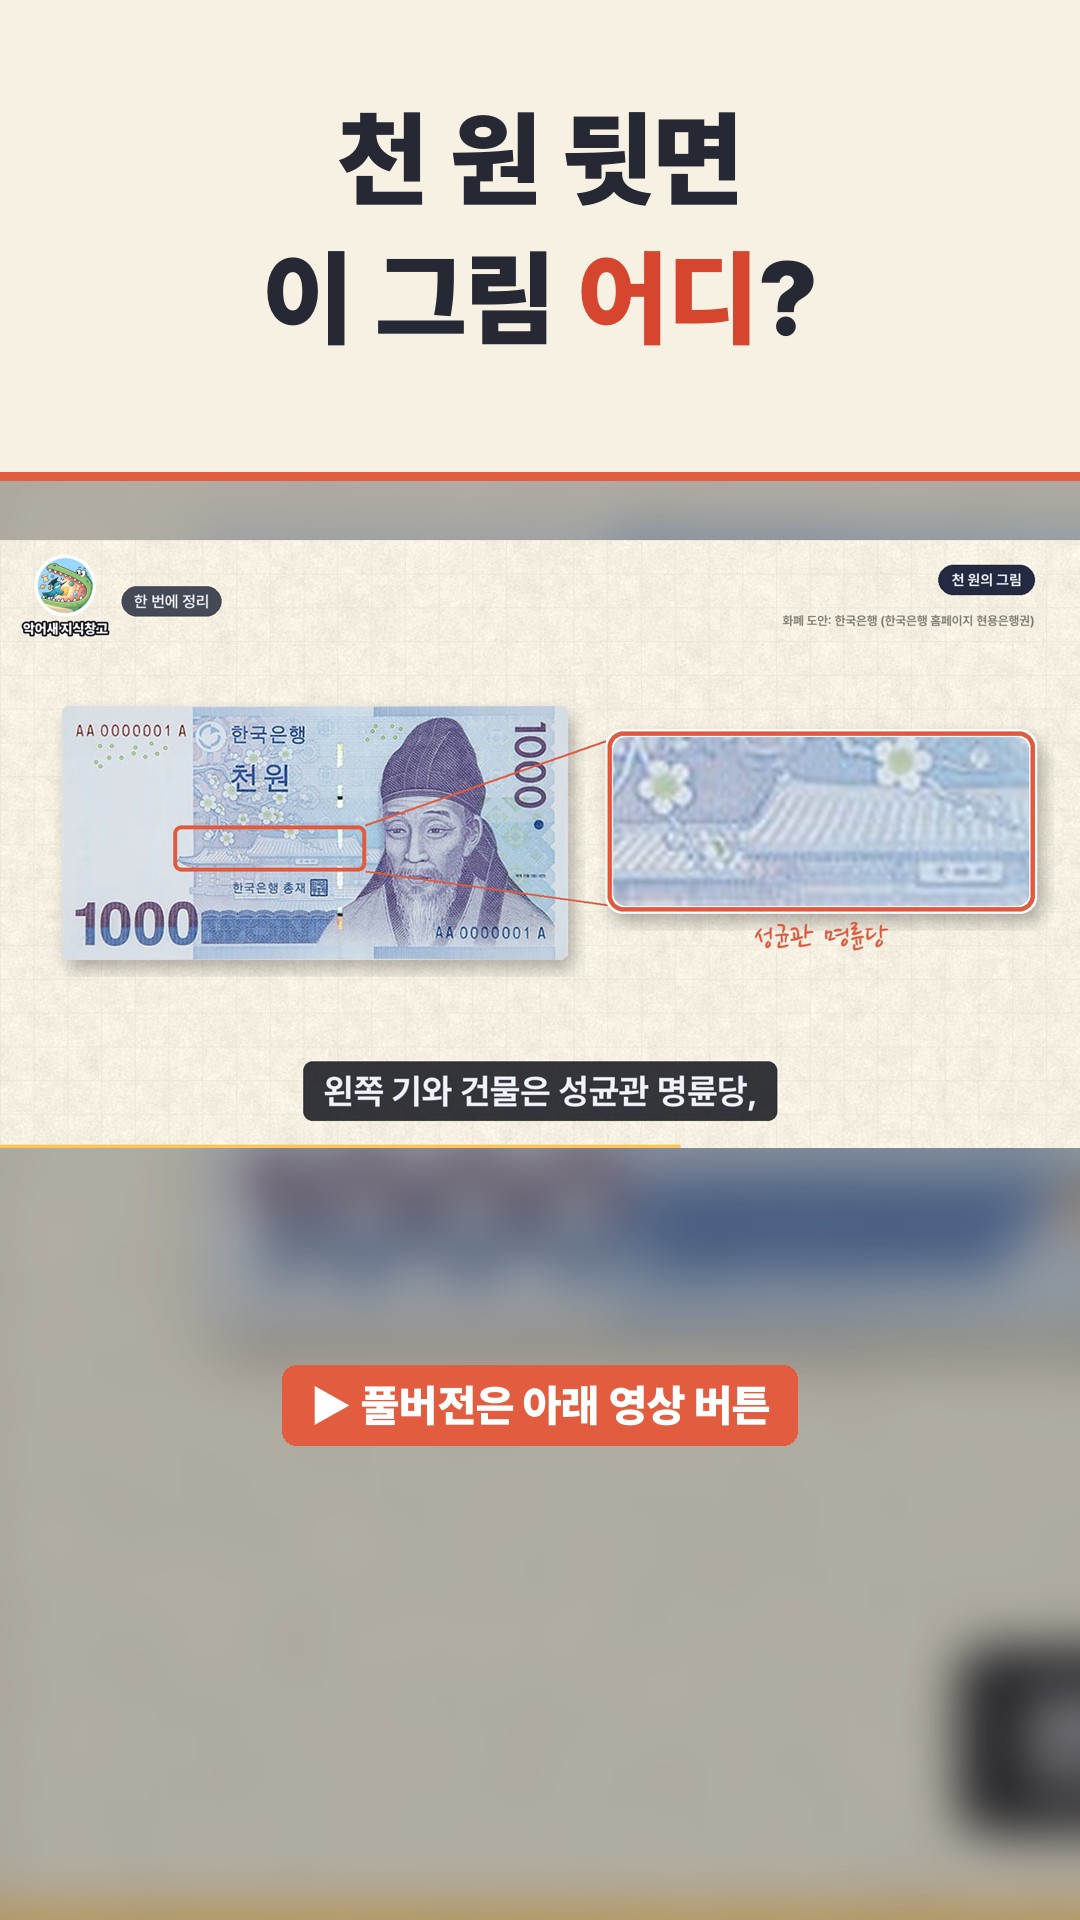 천 원 뒷면
이 그림 어디?
악어새 지식창고
한 번에 정리
천 원의 그림
화폐 도안: 한국은행 (한국은행 홈페이지 현용은행권)
AA 0000001 A
한국은행
천원
1000
한국은행 총재
1000
AA 0000001 A
성균관 명륜당
왼쪽 기와 건물은 성균관 명륜당,
▶ 풀버전은 아래 영상 버튼